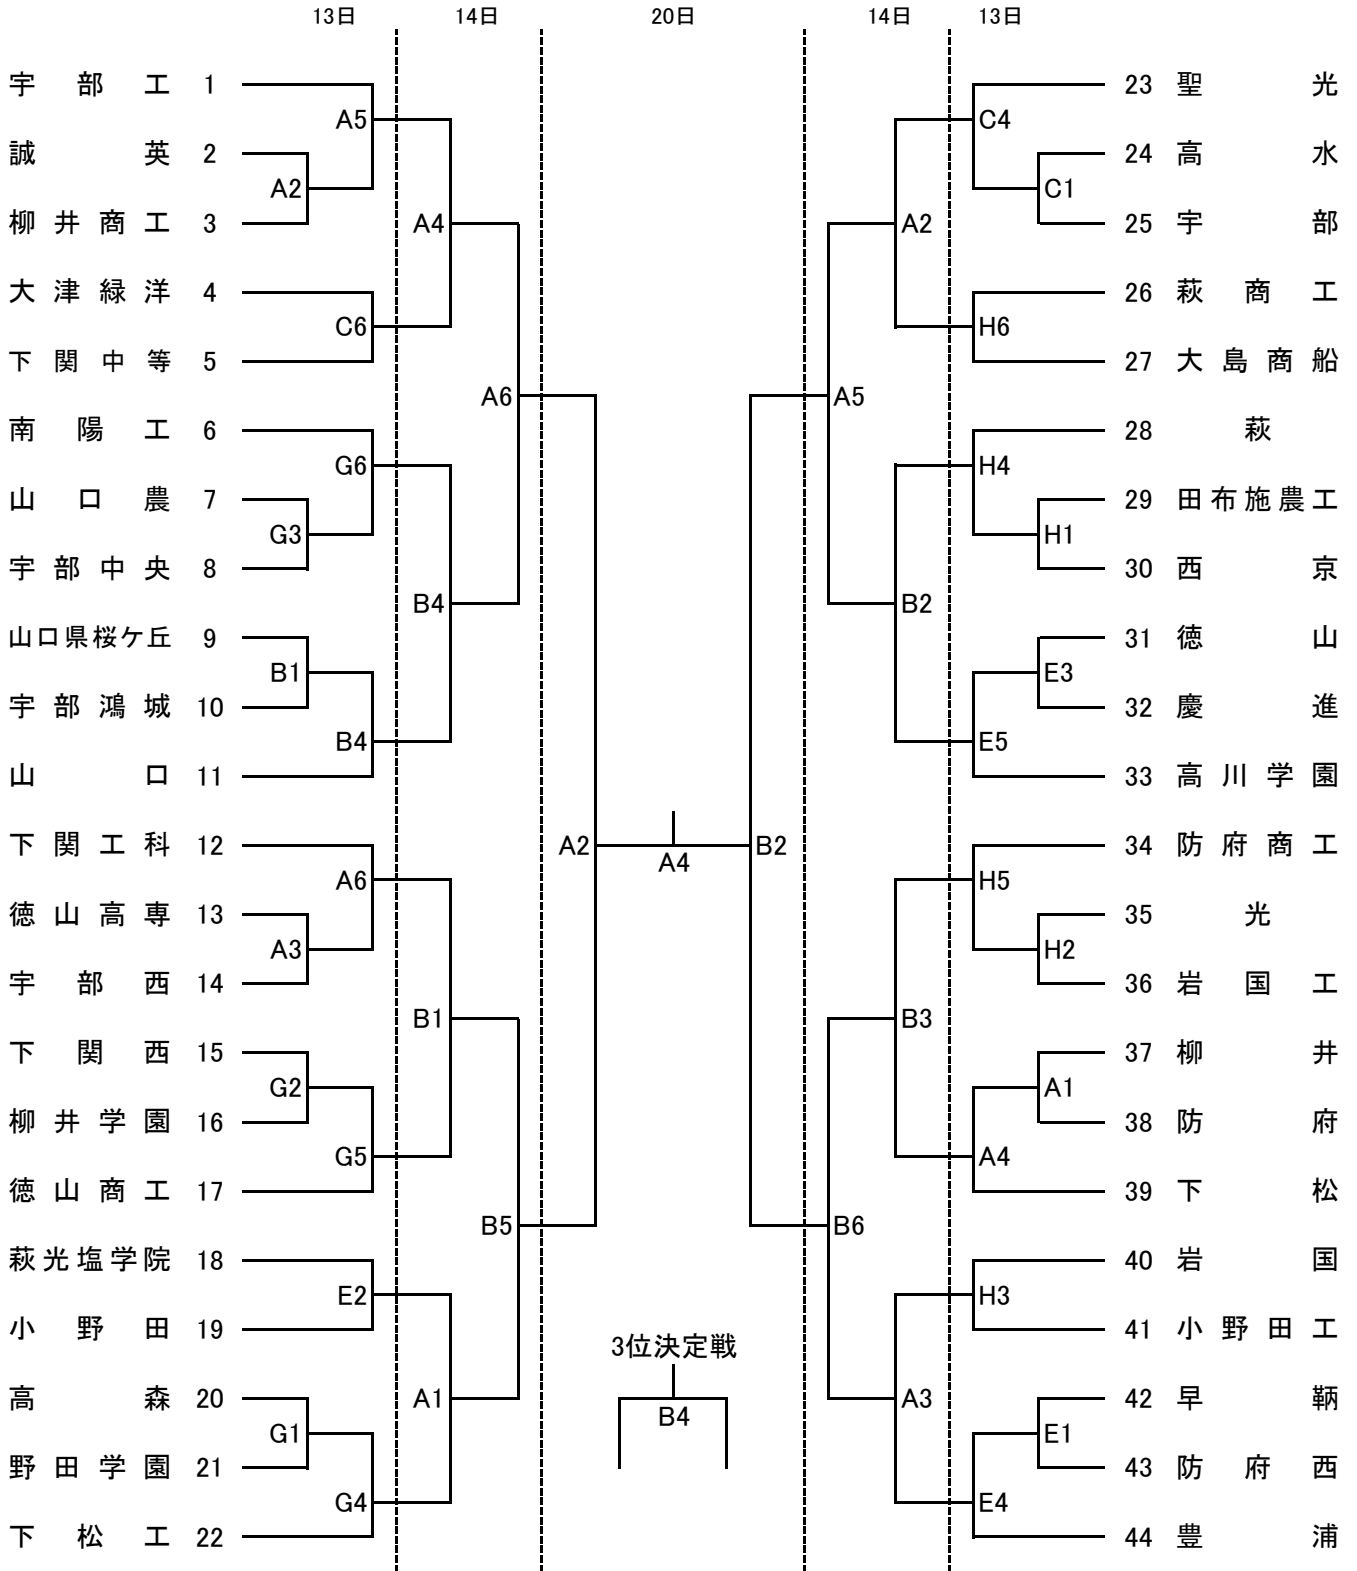 13日 14日 20日 14日 13日
宇部工 1 23 聖光
A5 C4
誠英 2 24 高水
A2 C1
柳井商工 3 A4 A2 25 宇部
大津緑洋 4 26 萩商工
C6 H6
下関中等 5 27 大島商船
A6 A5
南陽工 6 28 萩
G6 H4
山口農 7 29 田布施農工
G3 H1
宇部中央 8 30 西京
B4 B2
山口県桜ケ丘 9 31 徳山
B1 E3
宇部鴻城 10 32 慶進
B4 E5
山口 11 33 高川学園
下関工科 12 A2 A4 B2 34 防府商工
A6 H5
徳山高専 13 35 光
A3 H2
宇部西 14 36 岩国工
B1 B3
下関西 15 37 柳井
G2 A1
柳井学園 16 38 防府
G5 A4
徳山商工 17 39 下松
B5 B6
萩光塩学院 18 40 岩国
E2 H3
小野田 19 41 小野田工
3位決定戦
高森 20 A1 B4 A3 42 早鞆
G1 E1
野田学園 21 43 防府西
G4 E4
下松工 22 44 豊浦